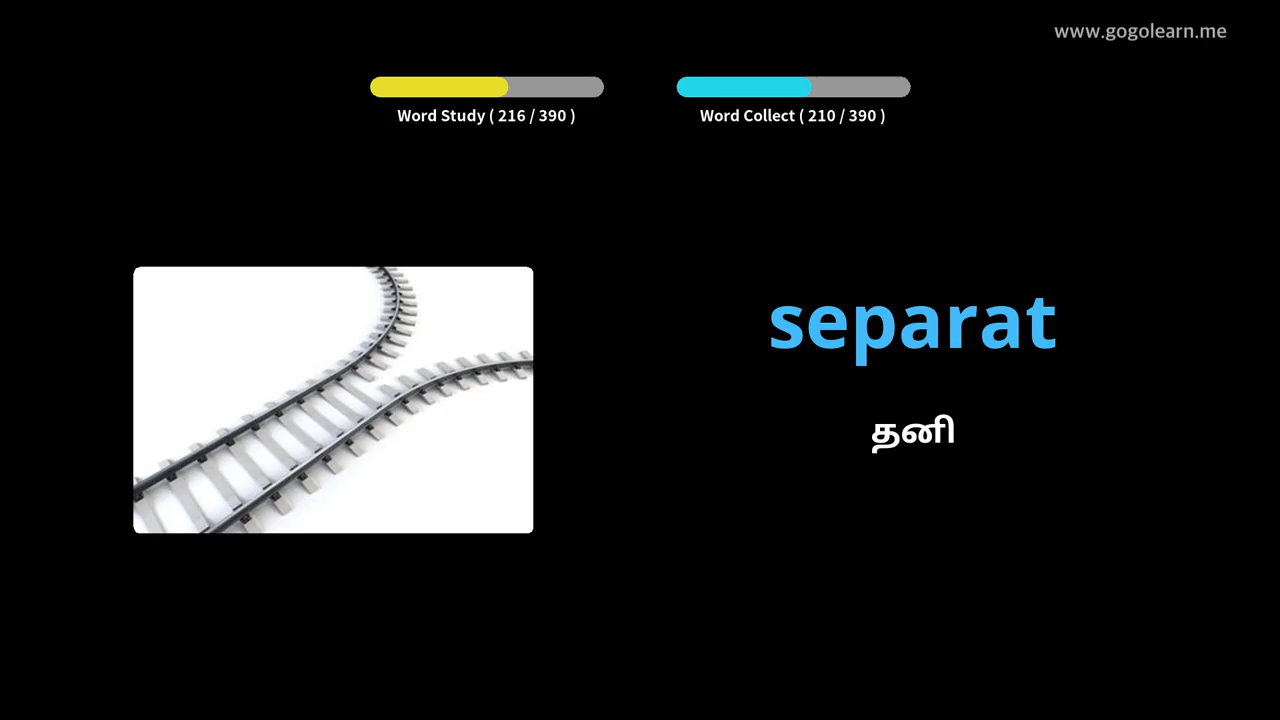 www.gogolearn.me
Word Study ( 216 / 390 )
Word Collect ( 210 / 390 )
separat
தனி